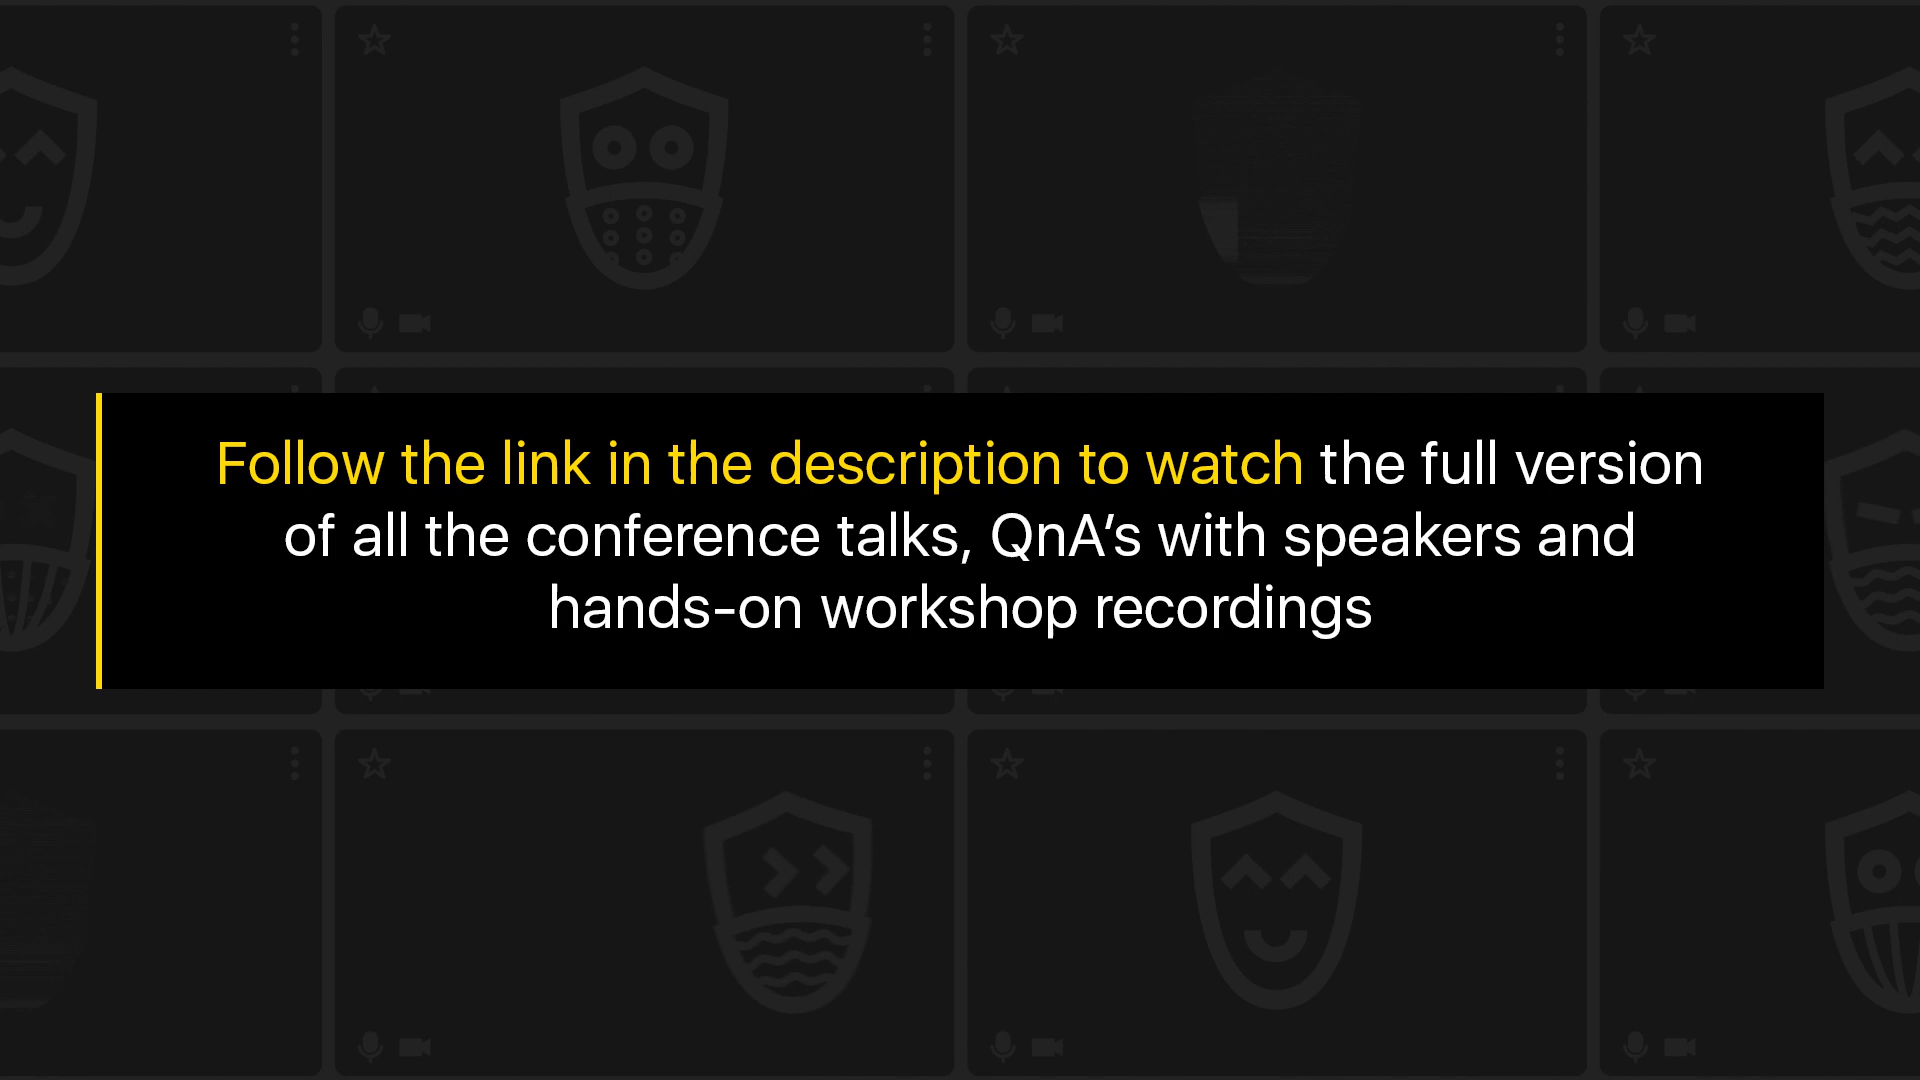 Follow the link in the description to watch the full version
of all the conference talks, QnA’s with speakers and
hands-on workshop recordings